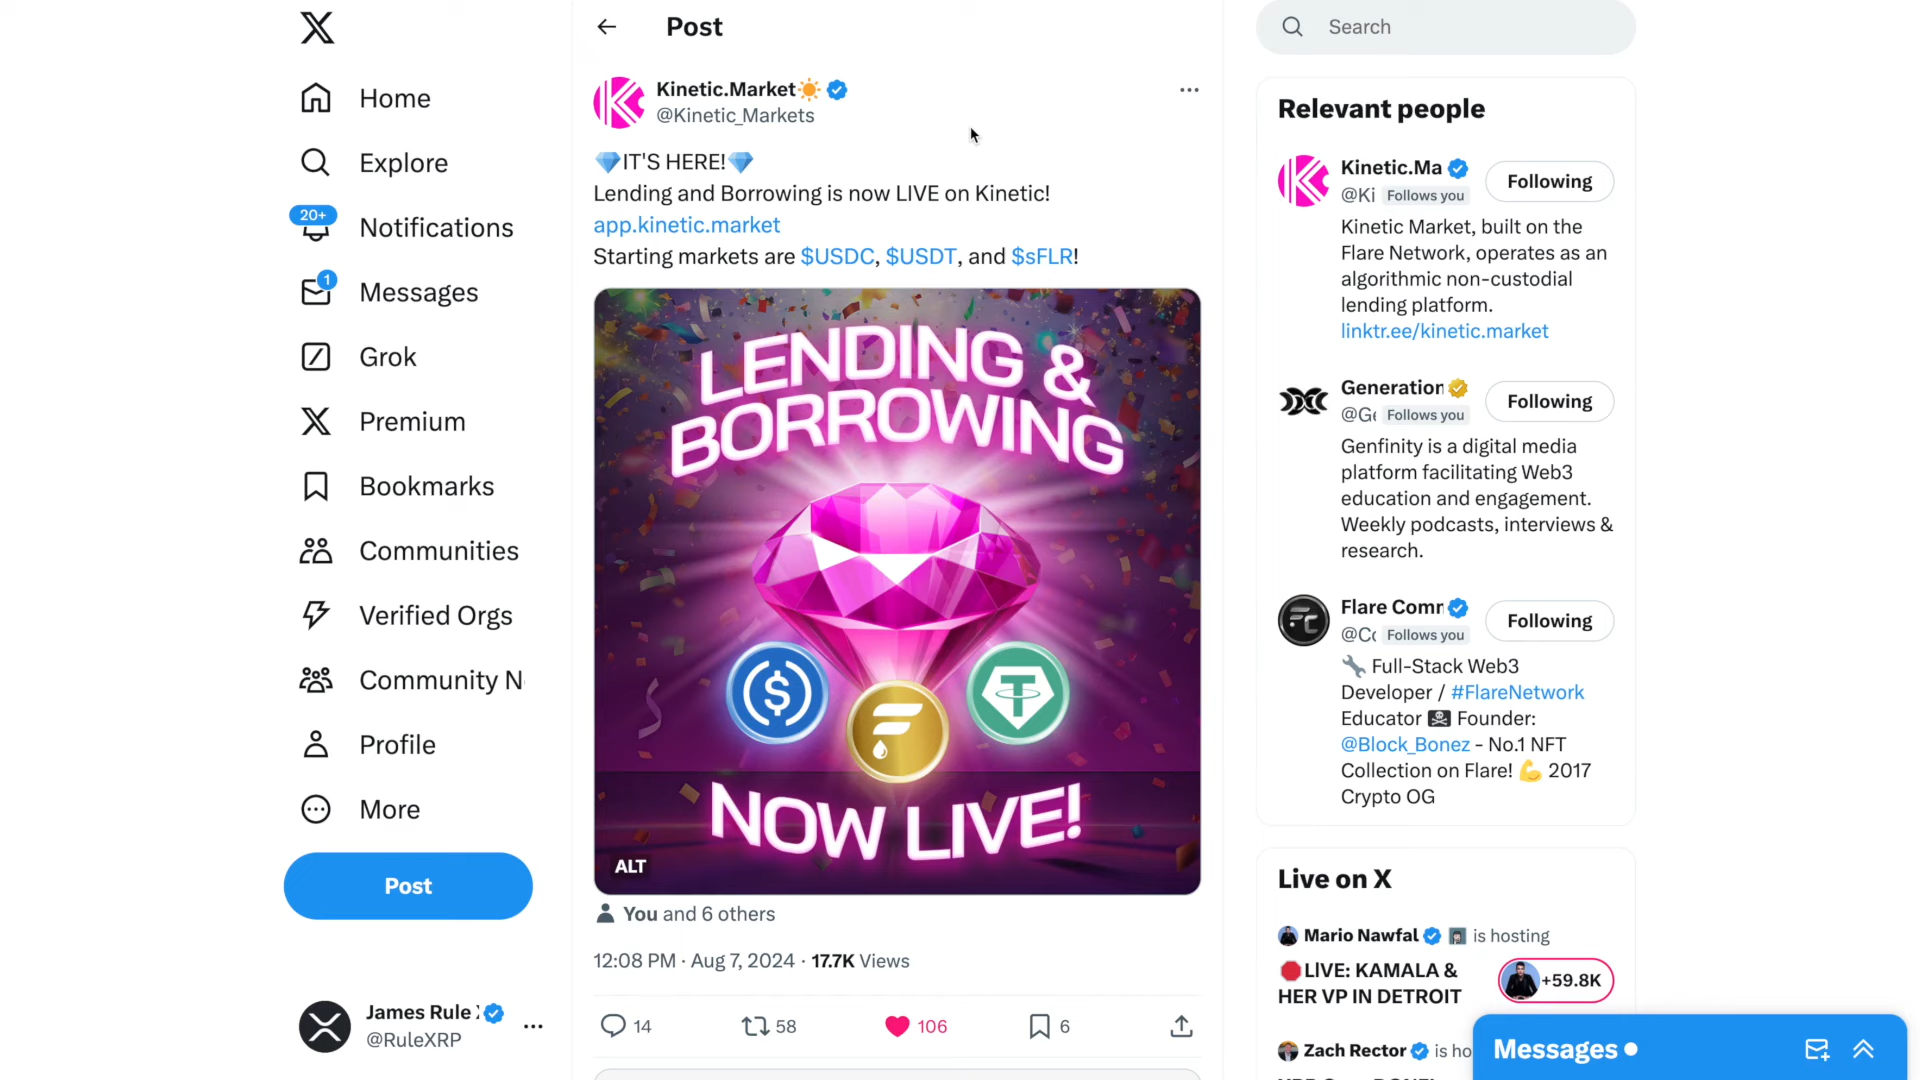 Home
Explore
20+
Notifications
1
Messages
Grok
Premium
Bookmarks
Communities
Verified Orgs
Community N
Profile
More
Post
James Rule
@RuleXRP
Post
Kinetic.Market
@Kinetic_Markets
IT'S HERE!
Lending and Borrowing is now LIVE on Kinetic!
app.kinetic.market
Starting markets are $USDC, $USDT, and $sFLR!
LENDING &
BORROWING
NOW LIVE!
ALT
You and 6 others
12:08 PM · Aug 7, 2024 · 17.7K Views
14
58
106
6
Search
Relevant people
Kinetic.Ma
Following
@Ki Follows you
Kinetic Market, built on the
Flare Network, operates as an
algorithmic non-custodial
lending platform.
linktr.ee/kinetic.market
Generation
Following
@Ge Follows you
Genfinity is a digital media
platform facilitating Web3
education and engagement.
Weekly podcasts, interviews &
research.
Flare Comm
Following
@Co Follows you
Full-Stack Web3
Developer / #FlareNetwork
Educator Founder:
@Block_Bonez - No.1 NFT
Collection on Flare! 2017
Crypto OG
Live on X
Mario Nawfal is hosting
LIVE: KAMALA &
HER VP IN DETROIT
+59.8K
Zach Rector is ho
Messages